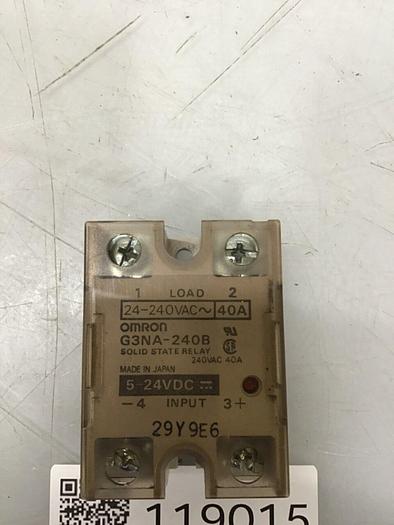 1 LOAD 2
24-240VAC~ 40A
omron
G3NA-240B
SOLID STATE RELAY
240VAC 40A
MADE IN JAPAN
5-24VDC
-4 INPUT 3+
29Y9E6
119015